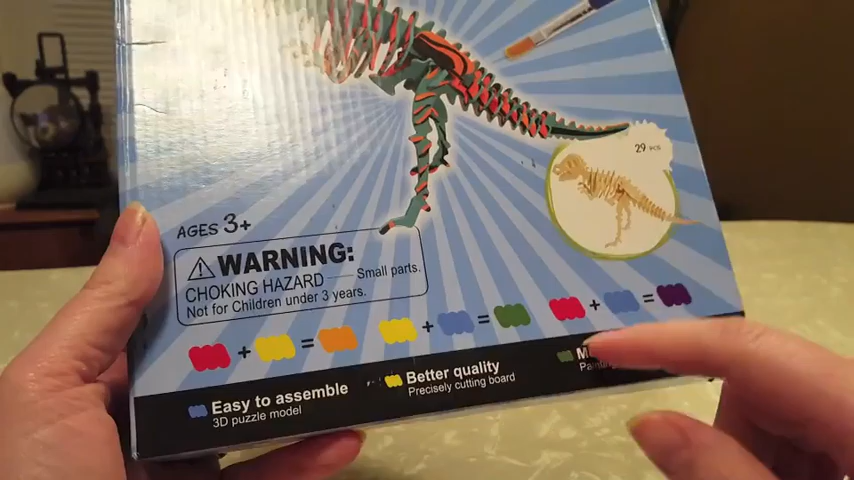 29 PCS
AGES 3+
WARNING:
CHOKING HAZARD — Small parts.
Not for Children under 3 years.
+ = + = + =
Easy to assemble
3D puzzle model
Better quality
Precisely cutting board